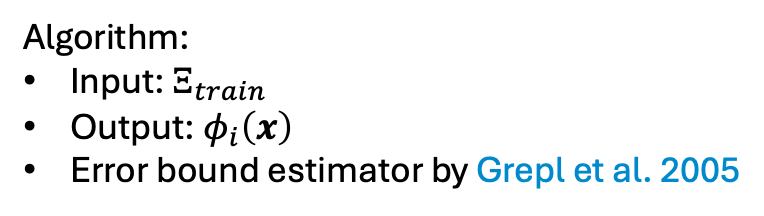 Algorithm:
• Input: Ξ_train
• Output: ϕ_i(x)
• Error bound estimator by Grepl et al. 2005